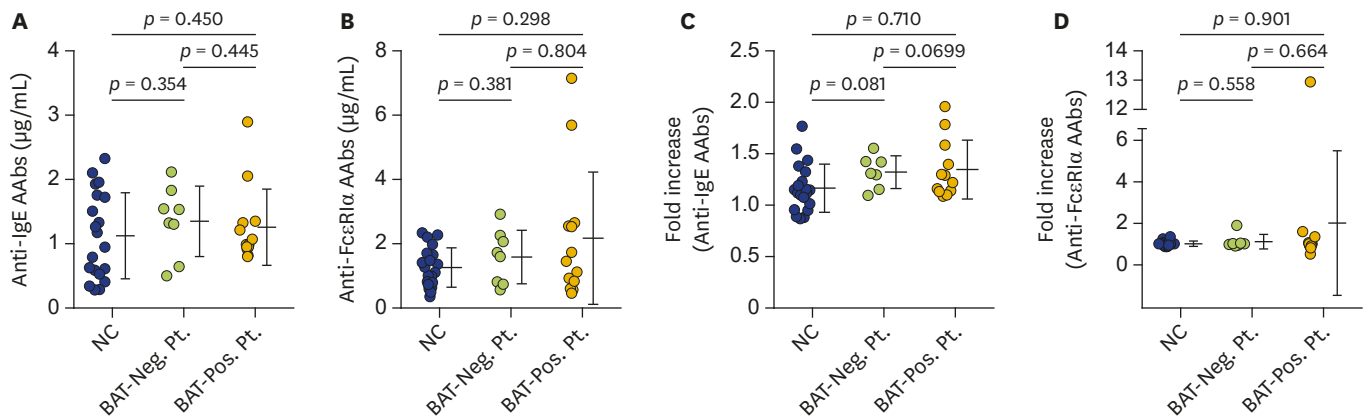 A
p = 0.450
p = 0.445
p = 0.354
Anti-IgE AAbs (µg/mL)
4
3
2
1
0
NC
BAT-Neg. Pt.
BAT-Pos. Pt.
B
p = 0.298
p = 0.804
p = 0.381
Anti-FcεRIα AAbs (µg/mL)
8
6
4
2
0
NC
BAT-Neg. Pt.
BAT-Pos. Pt.
C
p = 0.710
p = 0.0699
p = 0.081
Fold increase
(Anti-IgE AAbs)
2.5
2.0
1.5
1.0
0.5
0.0
NC
BAT-Neg. Pt.
BAT-Pos. Pt.
D
p = 0.901
p = 0.664
p = 0.558
Fold increase
(Anti-FcεRIα AAbs)
14
13
12
6
4
2
0
NC
BAT-Neg. Pt.
BAT-Pos. Pt.